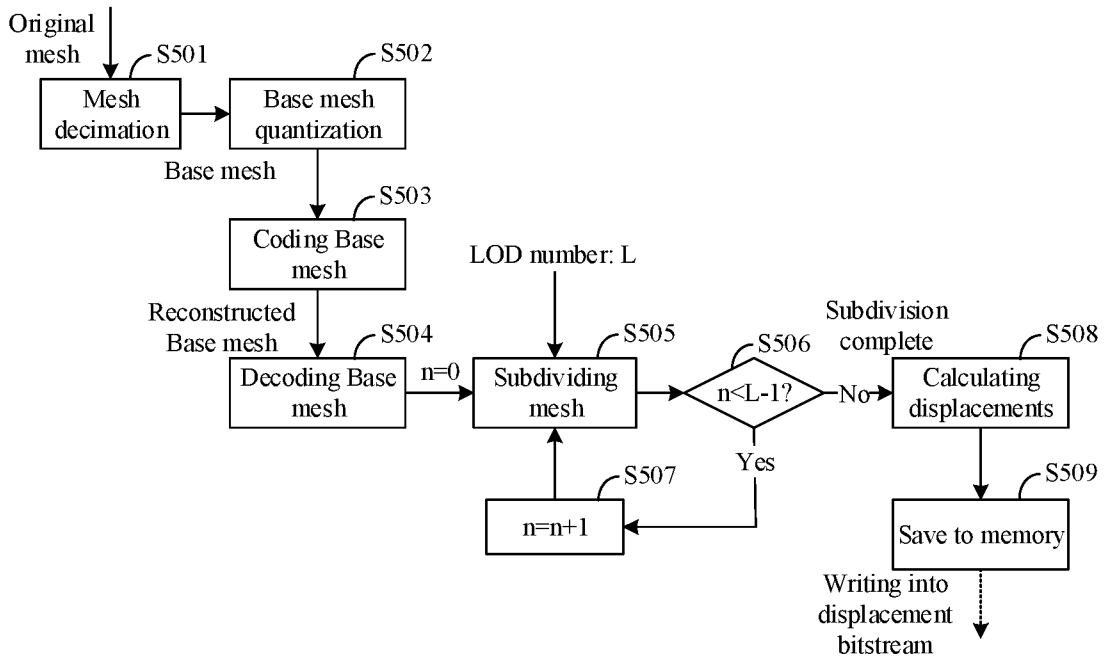 Original
mesh
S501
Mesh
decimation
S502
Base mesh
quantization
Base mesh
S503
Coding Base
mesh
Reconstructed
Base mesh
S504
Decoding Base
mesh
n=0
LOD number: L
S505
Subdividing
mesh
S506
n<L-1?
Yes
S507
n=n+1
No
Subdivision
complete
S508
Calculating
displacements
S509
Save to memory
Writing into
displacement
bitstream